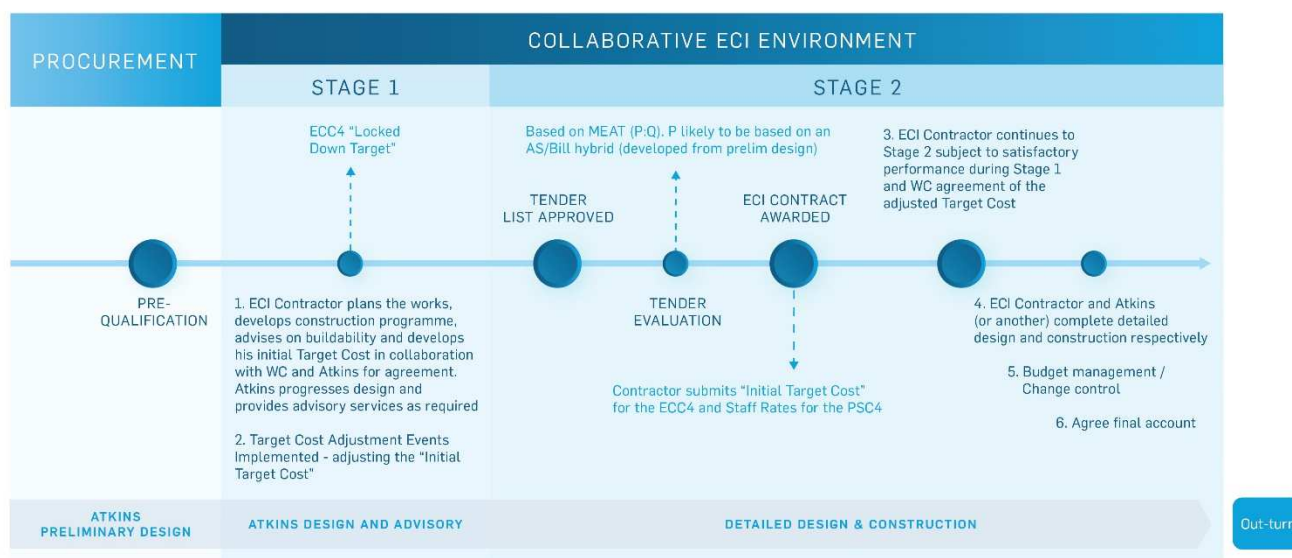 PROCUREMENT
COLLABORATIVE ECI ENVIRONMENT
STAGE 1
STAGE 2
ECC4 “Locked
Down Target”
Based on MEAT (P:Q). P likely to be based on an
AS/Bill hybrid (developed from prelim design)
3. ECI Contractor continues to
Stage 2 subject to satisfactory
performance during Stage 1
and WC agreement of the
adjusted Target Cost
TENDER
LIST APPROVED
ECI CONTRACT
AWARDED
PRE-
QUALIFICATION
1. ECI Contractor plans the works,
develops construction programme,
advises on buildability and develops
his initial Target Cost in collaboration
with WC and Atkins for agreement.
Atkins progresses design and
provides advisory services as required
2. Target Cost Adjustment Events
Implemented - adjusting the “Initial
Target Cost”
TENDER
EVALUATION
Contractor submits “Initial Target Cost”
for the ECC4 and Staff Rates for the PSC4
4. ECI Contractor and Atkins
(or another) complete detailed
design and construction respectively
5. Budget management /
Change control
6. Agree final account
ATKINS
PRELIMINARY DESIGN
ATKINS DESIGN AND ADVISORY
DETAILED DESIGN & CONSTRUCTION
Out-turn